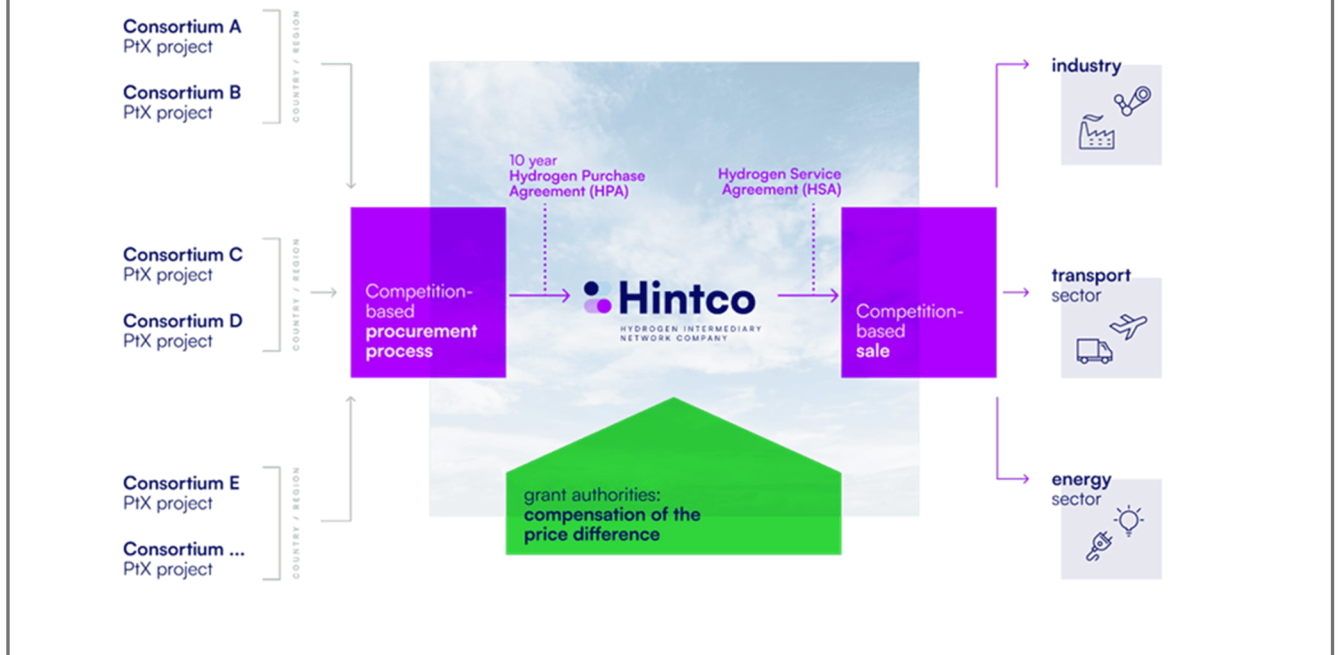 Consortium A
PtX project
Consortium B
PtX project
COUNTRY / REGION
Consortium C
PtX project
Consortium D
PtX project
COUNTRY / REGION
Consortium E
PtX project
Consortium ...
PtX project
COUNTRY / REGION
Competition-
based
procurement
process
10 year
Hydrogen Purchase
Agreement (HPA)
Hintco
HYDROGEN INTERMEDIARY
NETWORK COMPANY
Hydrogen Service
Agreement (HSA)
grant authorities:
compensation of the
price difference
Competition-
based
sale
industry
transport
sector
energy
sector